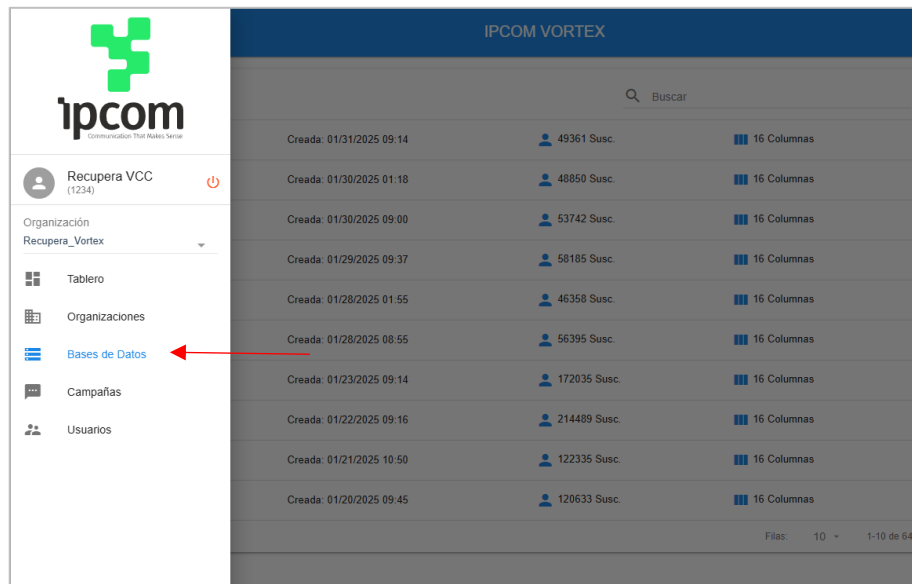 ipcom
Communication That Makes Sense
Recupera VCC
(1234)
Organización
Recupera_Vortex
Tablero
Organizaciones
Bases de Datos
Campañas
Usuarios
IPCOM VORTEX
Buscar
Creada: 01/31/2025 09:14 49361 Susc. 16 Columnas
Creada: 01/30/2025 01:18 48850 Susc. 16 Columnas
Creada: 01/30/2025 09:00 53742 Susc. 16 Columnas
Creada: 01/29/2025 09:37 58185 Susc. 16 Columnas
Creada: 01/28/2025 01:55 46358 Susc. 16 Columnas
Creada: 01/28/2025 08:55 56395 Susc. 16 Columnas
Creada: 01/23/2025 09:14 172035 Susc. 16 Columnas
Creada: 01/22/2025 09:16 214489 Susc. 16 Columnas
Creada: 01/21/2025 10:50 122335 Susc. 16 Columnas
Creada: 01/20/2025 09:45 120633 Susc. 16 Columnas
Filas: 10 1-10 de 64